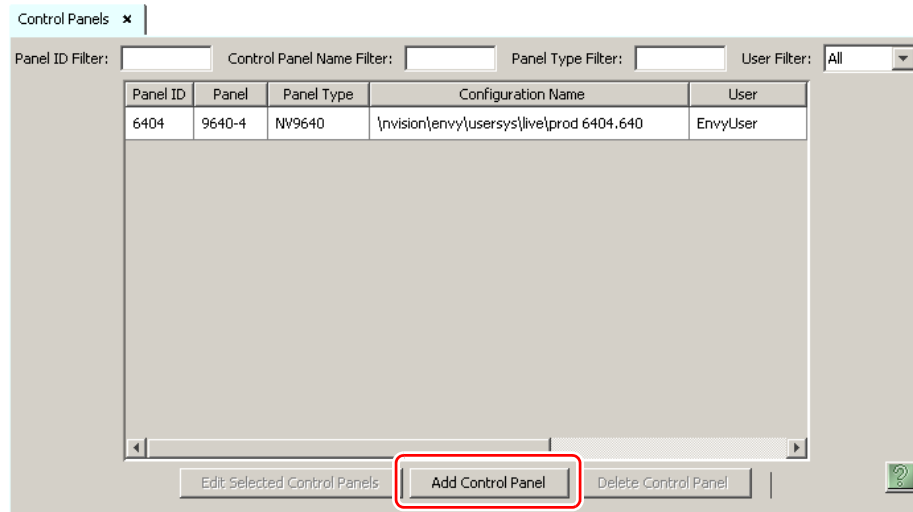 Control Panels ×
Panel ID Filter: Control Panel Name Filter: Panel Type Filter: User Filter: All
Panel ID Panel Panel Type Configuration Name User
6404 9640-4 NV9640 \nvision\envy\usersys\live\prod 6404.640 EnvyUser
Edit Selected Control Panels Add Control Panel Delete Control Panel ?